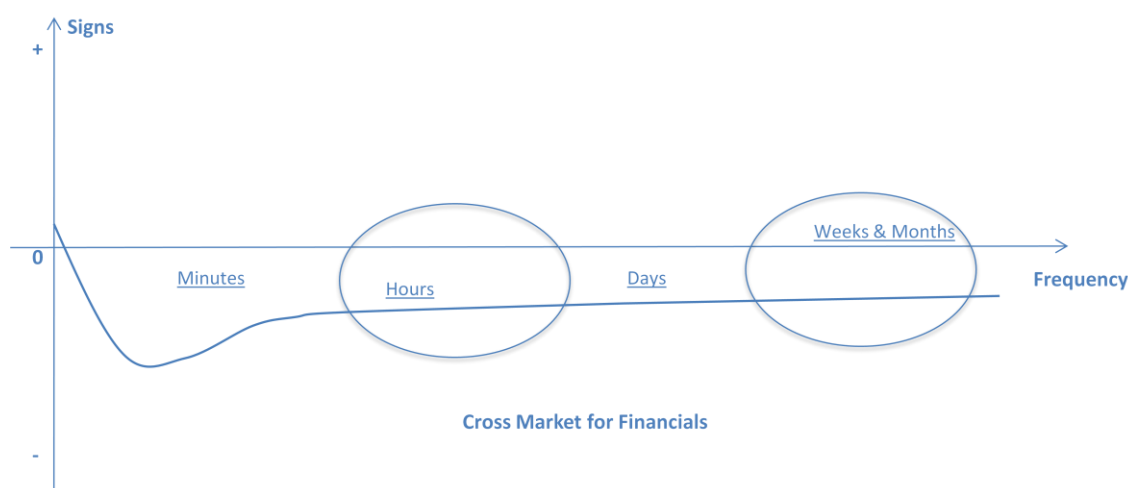 Signs
+
Weeks & Months
0
Minutes
Hours
Days
Frequency
Cross Market for Financials
-